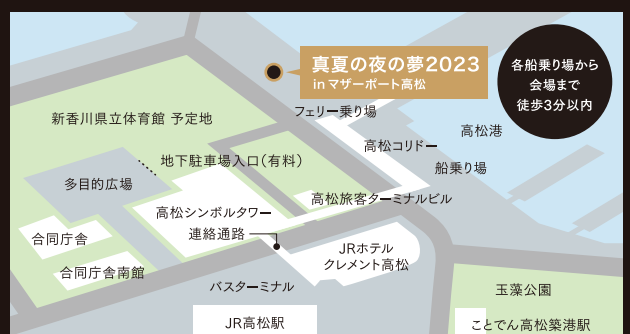 真夏の夜の夢2023
in マザーポート高松
各船乗り場から
会場まで
徒歩3分以内
フェリー乗り場
新香川県立体育館 予定地
高松港
高松コリドー
地下駐車場入口(有料)
船乗り場
多目的広場
高松旅客ターミナルビル
高松シンボルタワー
連絡通路
合同庁舎
JRホテル
クレメント高松
合同庁舎南館
バスターミナル
玉藻公園
JR高松駅
ことでん高松築港駅